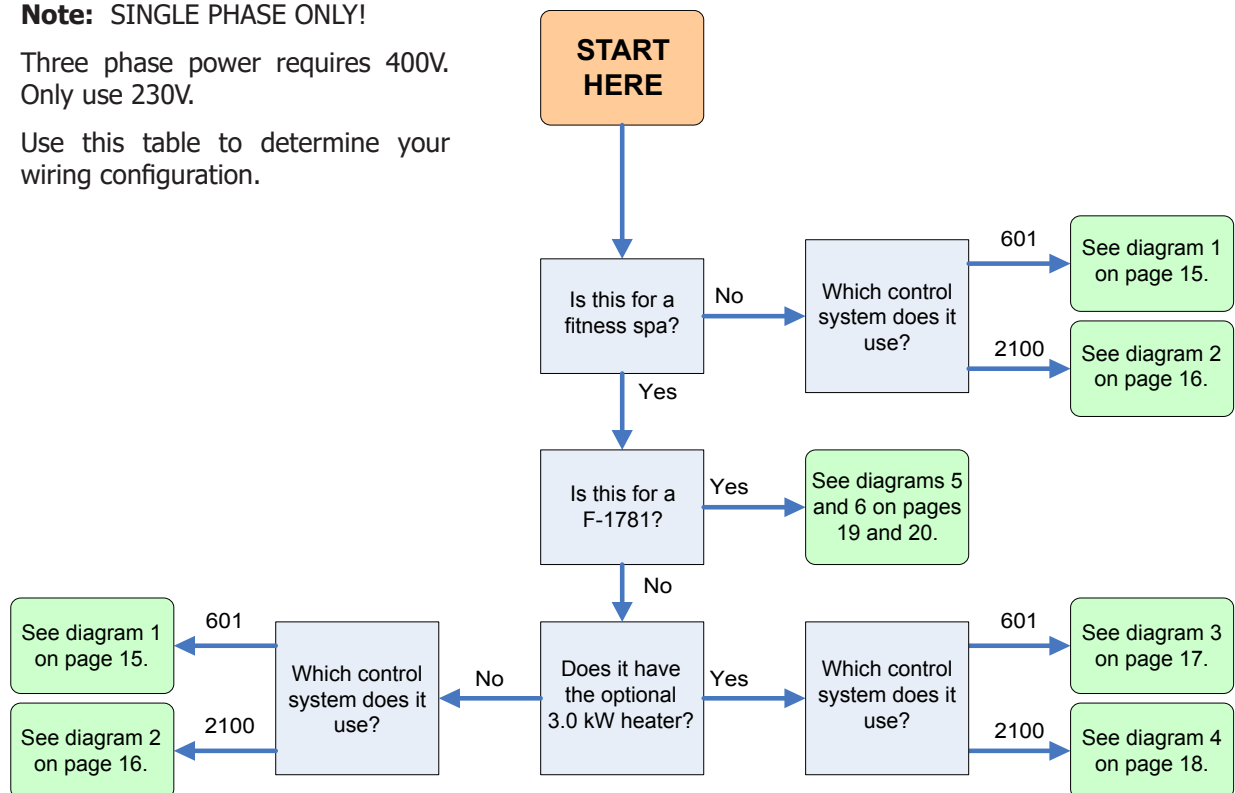 Note: SINGLE PHASE ONLY!
Three phase power requires 400V.
Only use 230V.
Use this table to determine your
wiring configuration.
START
HERE
Is this for a
fitness spa?
No
Which control
system does it
use?
601
See diagram 1
on page 15.
2100
See diagram 2
on page 16.
Yes
Is this for a
F-1781?
Yes
See diagrams 5
and 6 on pages
19 and 20.
No
Does it have
the optional
3.0 kW heater?
No
Which control
system does it
use?
601
See diagram 1
on page 15.
2100
See diagram 2
on page 16.
Yes
Which control
system does it
use?
601
See diagram 3
on page 17.
2100
See diagram 4
on page 18.